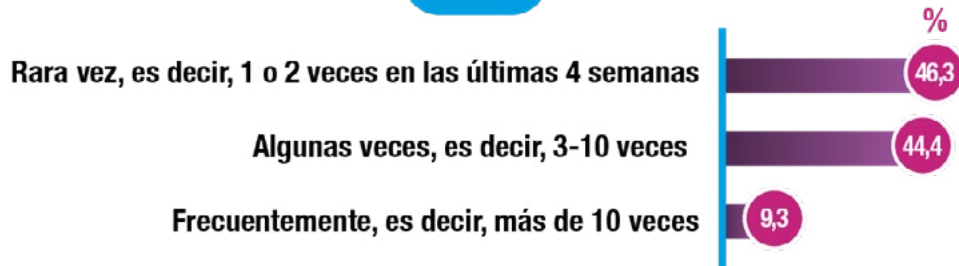 %
Rara vez, es decir, 1 o 2 veces en las últimas 4 semanas 46,3
Algunas veces, es decir, 3-10 veces 44,4
Frecuentemente, es decir, más de 10 veces 9,3